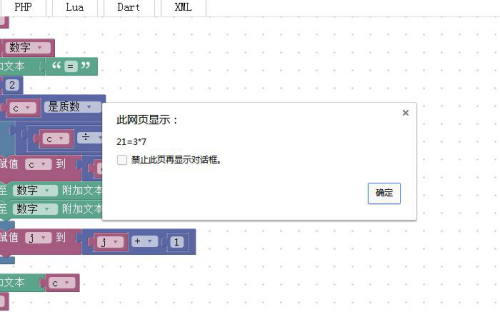 PHP Lua Dart XML
数字
加文本 “ = ”
2
c 是质数
c ÷
赋值 c 到
至 数字 附加文本
至 数字 附加文本
赋值 j 到 j + 1
加文本 c
此网页显示：
21=3*7
禁止此页再显示对话框。
确定